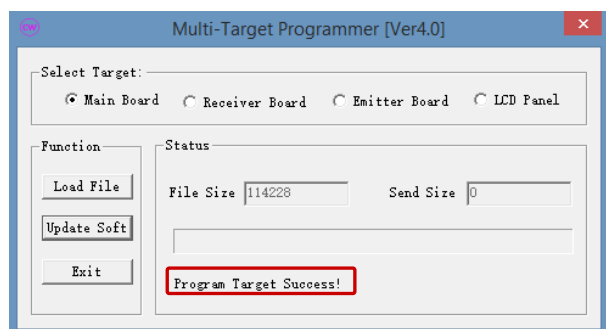 CW
Multi-Target Programmer [Ver4.0]
Select Target:
Main Board Receiver Board Emitter Board LCD Panel
Function
Status
Load File
File Size 114228 Send Size 0
Update Soft
Exit
Program Target Success!